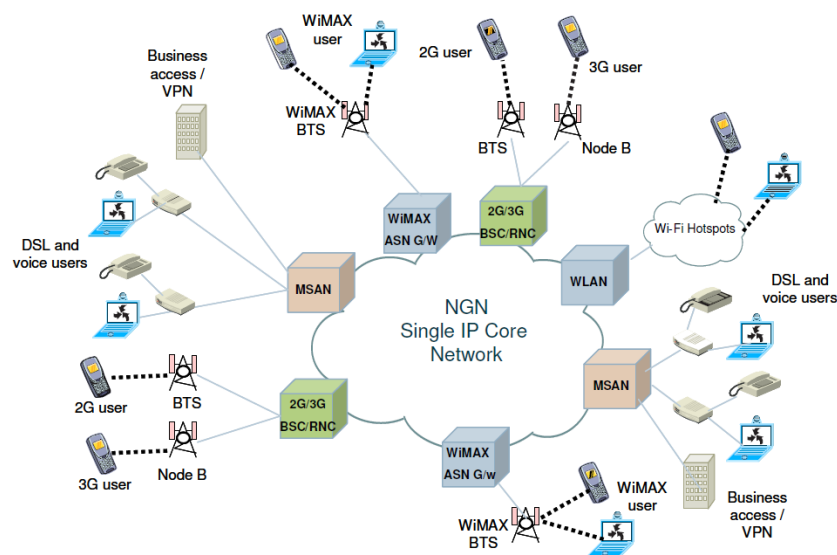 WiMAX
user
2G user
3G user
Business
access /
VPN
WiMAX
BTS
BTS
Node B
WiMAX
ASN G/W
2G/3G
BSC/RNC
Wi-Fi Hotspots
DSL and
voice users
MSAN
WLAN
DSL and
voice users
NGN
Single IP Core
Network
MSAN
2G user
BTS
2G/3G
BSC/RNC
3G user
Node B
WiMAX
ASN G/w
WiMAX
user
WiMAX
BTS
Business
access /
VPN